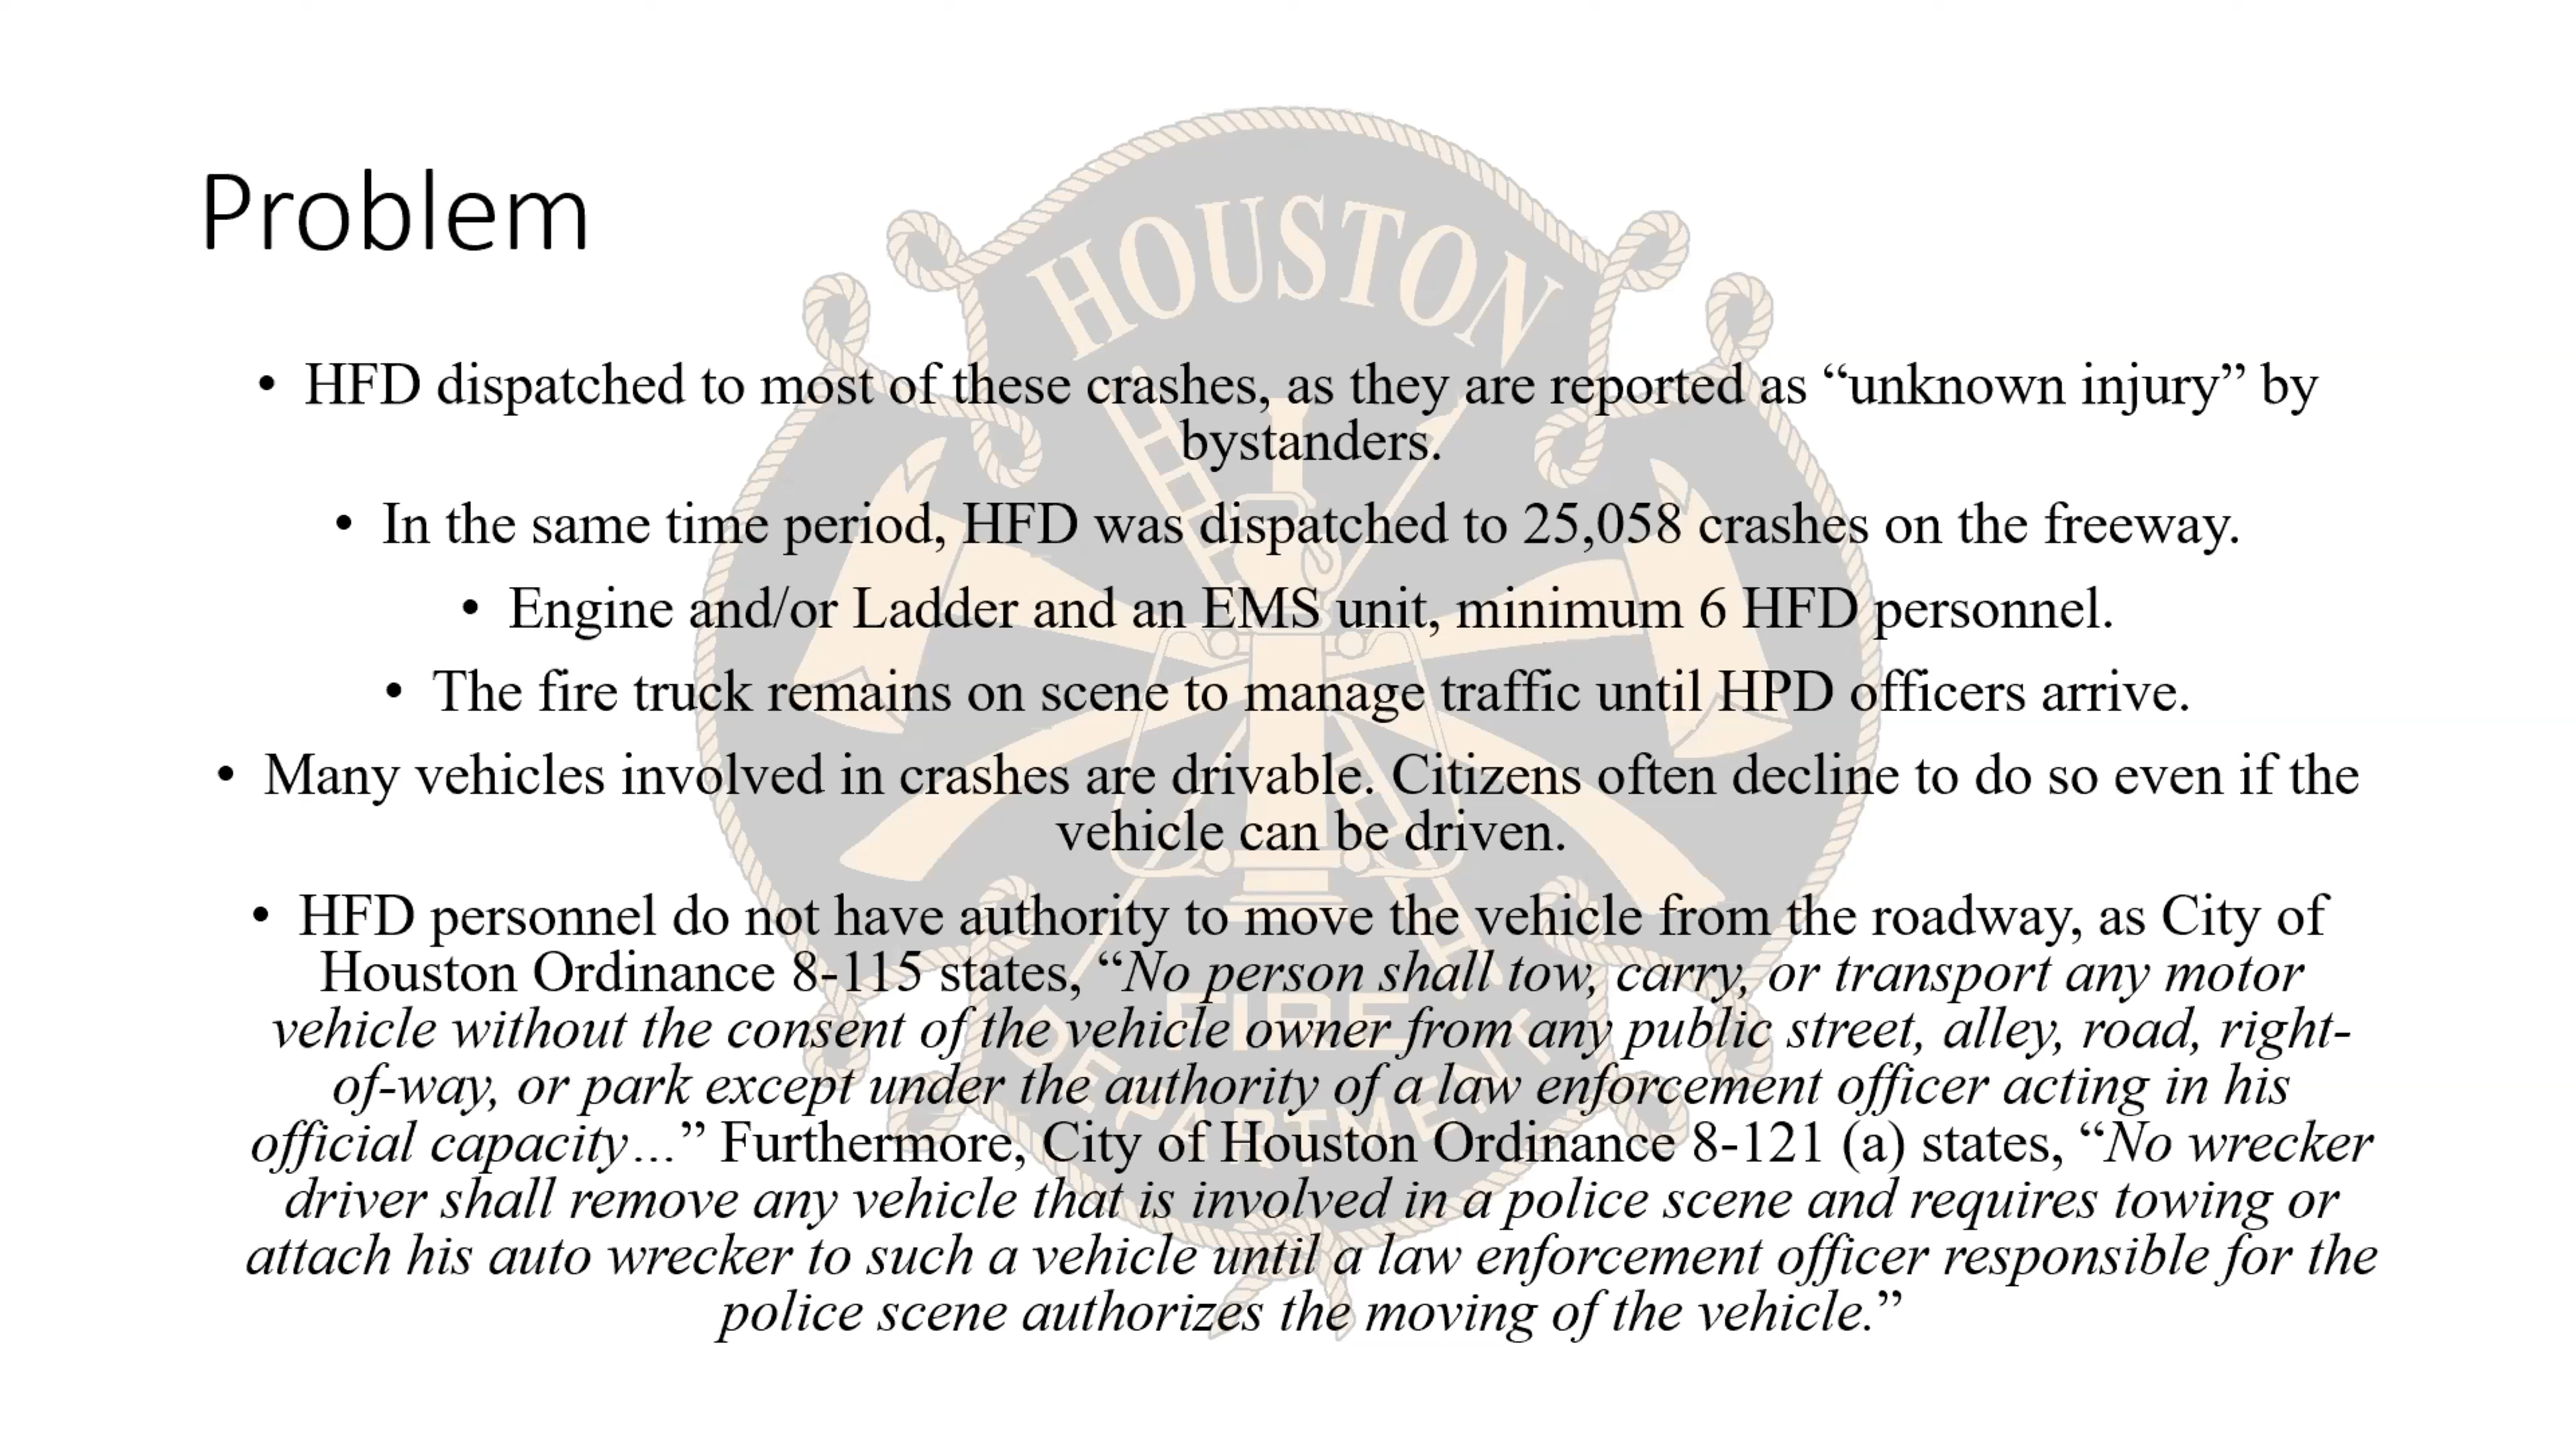 HOUSTON
Problem
• HFD dispatched to most of these crashes, as they are reported as “unknown injury” by
bystanders.
• In the same time period, HFD was dispatched to 25,058 crashes on the freeway.
• Engine and/or Ladder and an EMS unit, minimum 6 HFD personnel.
• The fire truck remains on scene to manage traffic until HPD officers arrive.
• Many vehicles involved in crashes are drivable. Citizens often decline to do so even if the
vehicle can be driven.
• HFD personnel do not have authority to move the vehicle from the roadway, as City of
Houston Ordinance 8-115 states, “No person shall tow, carry, or transport any motor
vehicle without the consent of the vehicle owner from any public street, alley, road, right-
of-way, or park except under the authority of a law enforcement officer acting in his
official capacity…” Furthermore, City of Houston Ordinance 8-121 (a) states, “No wrecker
driver shall remove any vehicle that is involved in a police scene and requires towing or
attach his auto wrecker to such a vehicle until a law enforcement officer responsible for the
police scene authorizes the moving of the vehicle.”
FIRE
DEPARTMENT